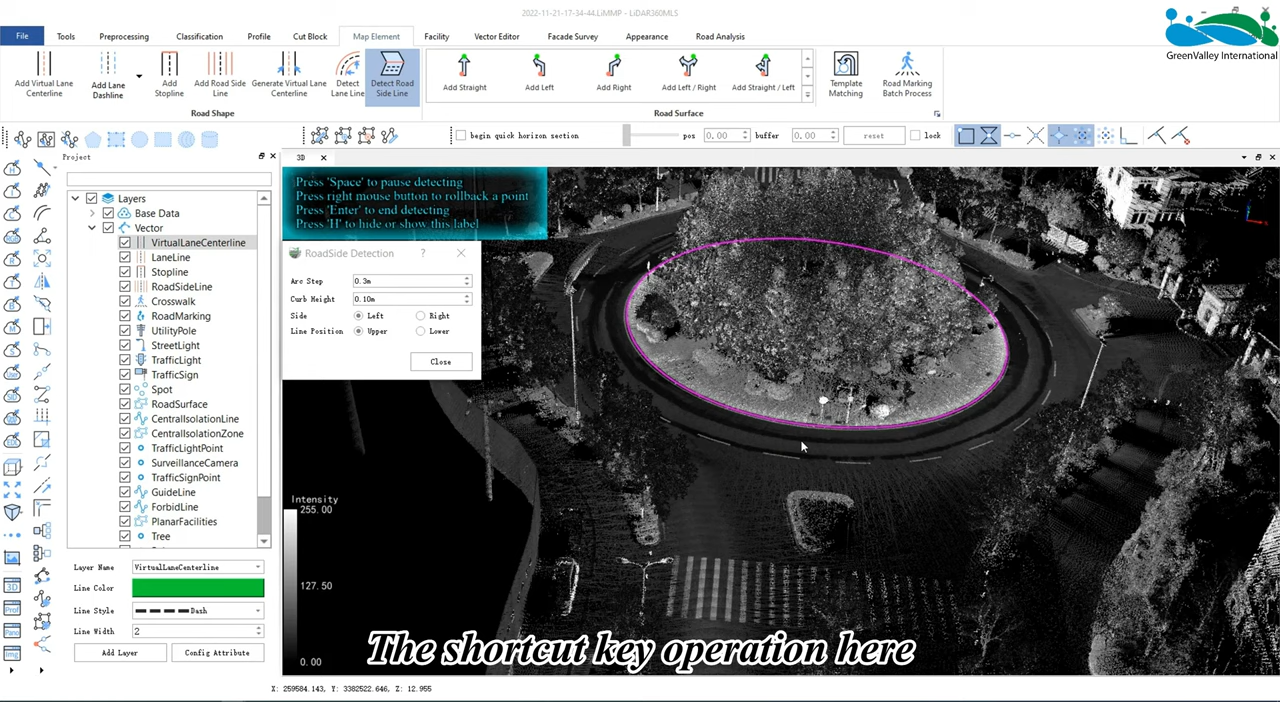 2022-11-21-17-34-44.LiMMP - LiDAR360MLS
GreenValley International
File Tools Preprocessing Classification Profile Cut Block Map Element Facility Vector Editor Facade Survey Appearance Road Analysis
Add Virtual Lane Centerline
Add Lane Dashline
Add Stopline
Add Road Side Line
Generate Virtual Lane Centerline
Detect Lane Line
Detect Road Side Line
Add Straight
Add Left
Add Right
Add Left / Right
Add Straight / Left
Template Matching
Road Marking Batch Process
Road Shape
Road Surface
begin quick horizon section
pos 0.00 buffer 0.00 reset lock
Project
3D
Layers
Base Data
Vector
VirtualLaneCenterline
LaneLine
Stopline
RoadSideLine
Crosswalk
RoadMarking
UtilityPole
StreetLight
TrafficLight
TrafficSign
Spot
RoadSurface
CentralIsolationLine
CentralIsolationZone
TrafficLightPoint
SurveillanceCamera
TrafficSignPoint
GuideLine
ForbidLine
PlanarFacilities
Tree
Layer Name VirtualLaneCenterline
Line Color
Line Style Dash
Line Width 2
Add Layer Config Attribute
Press 'Space' to pause detecting
Press right mouse button to rollback a point
Press 'Enter' to end detecting
Press 'H' to hide or show this label
RoadSide Detection ?
Arc Step 0.3m
Curb Height 0.10m
Side Left Right
Line Position Upper Lower
Close
Intensity
255.00
127.50
0.00
The shortcut key operation here
X: 259584.143, Y: 3382522.646, Z: 12.955